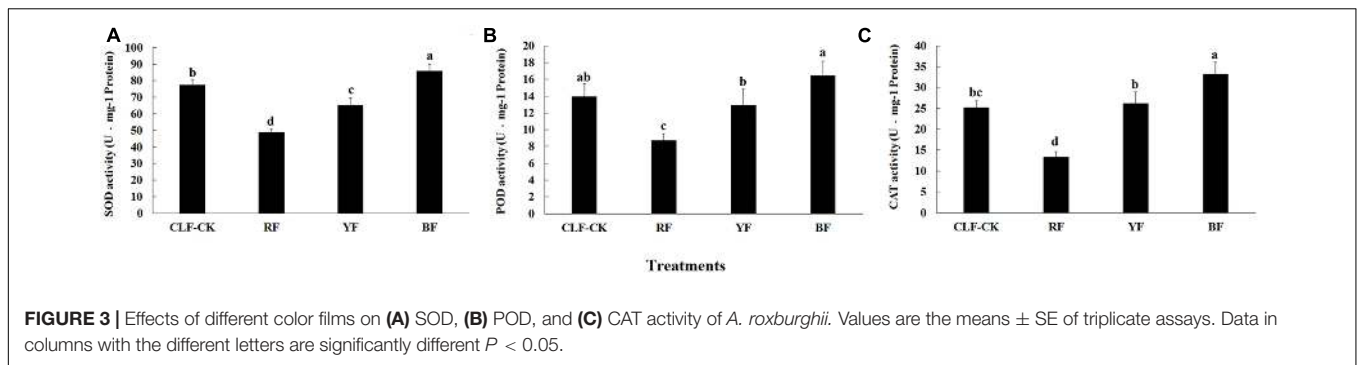 A
SOD activity (U - mg-1 Protein)
100
90
80
70
60
50
40
30
20
10
0
b
d
c
a
CLF-CK RF YF BF
B
POD activity (U - mg-1 Protein)
18
16
14
12
10
8
6
4
2
0
ab
c
b
a
CLF-CK RF YF BF
C
CAT activity (U - mg-1 Protein)
40
35
30
25
20
15
10
5
0
bc
d
b
a
CLF-CK RF YF BF
Treatments
FIGURE 3 | Effects of different color films on (A) SOD, (B) POD, and (C) CAT activity of A. roxburghii. Values are the means ± SE of triplicate assays. Data in
columns with the different letters are significantly different P < 0.05.